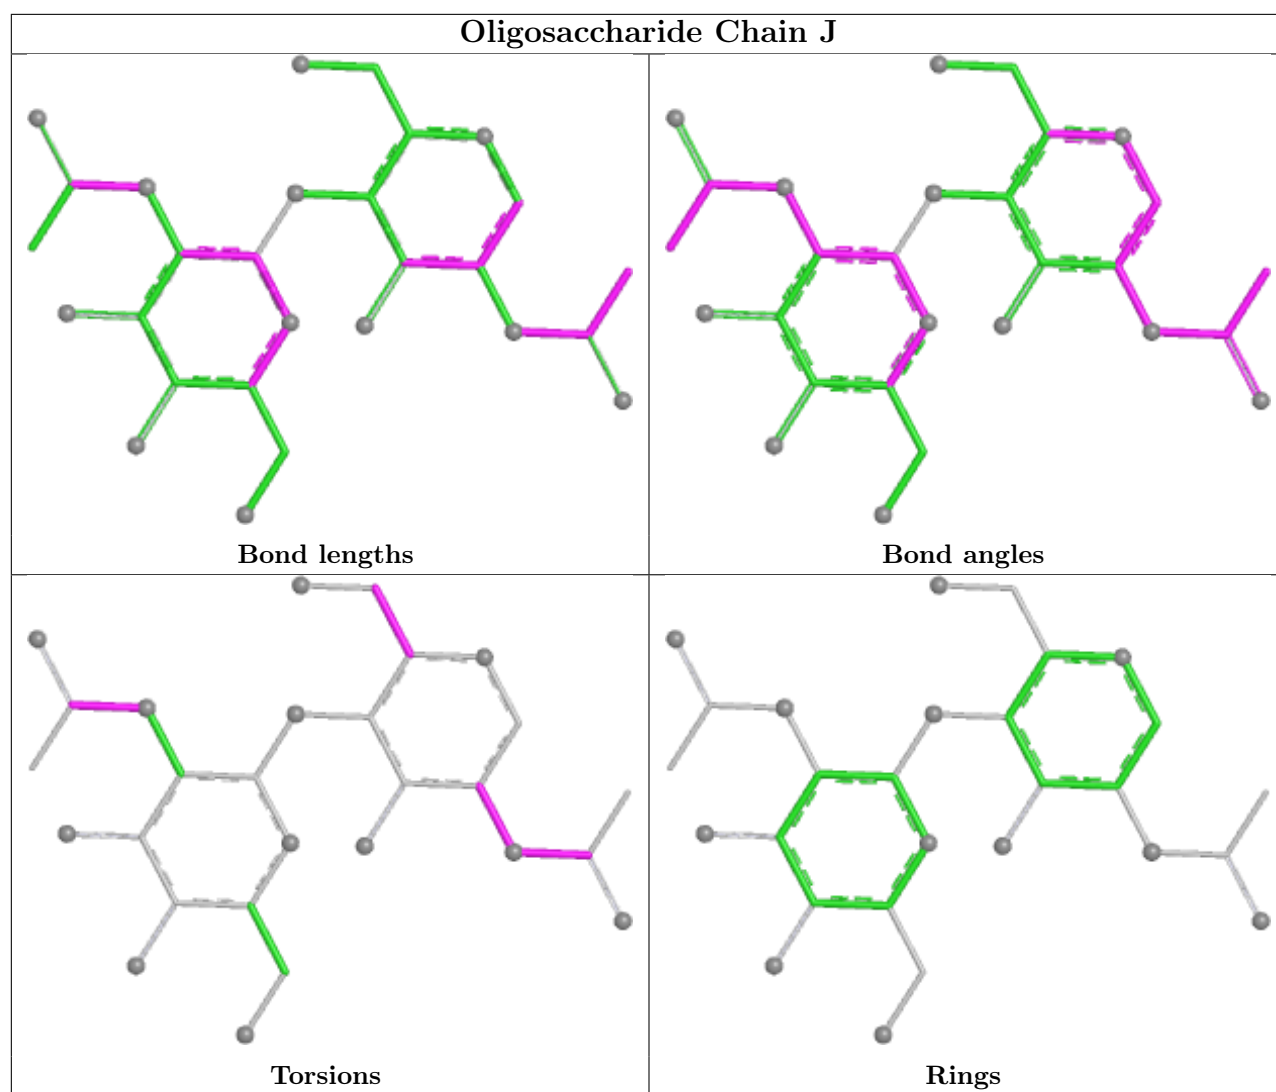 Oligosaccharide Chain J
Bond lengths
Bond angles
Torsions
Rings